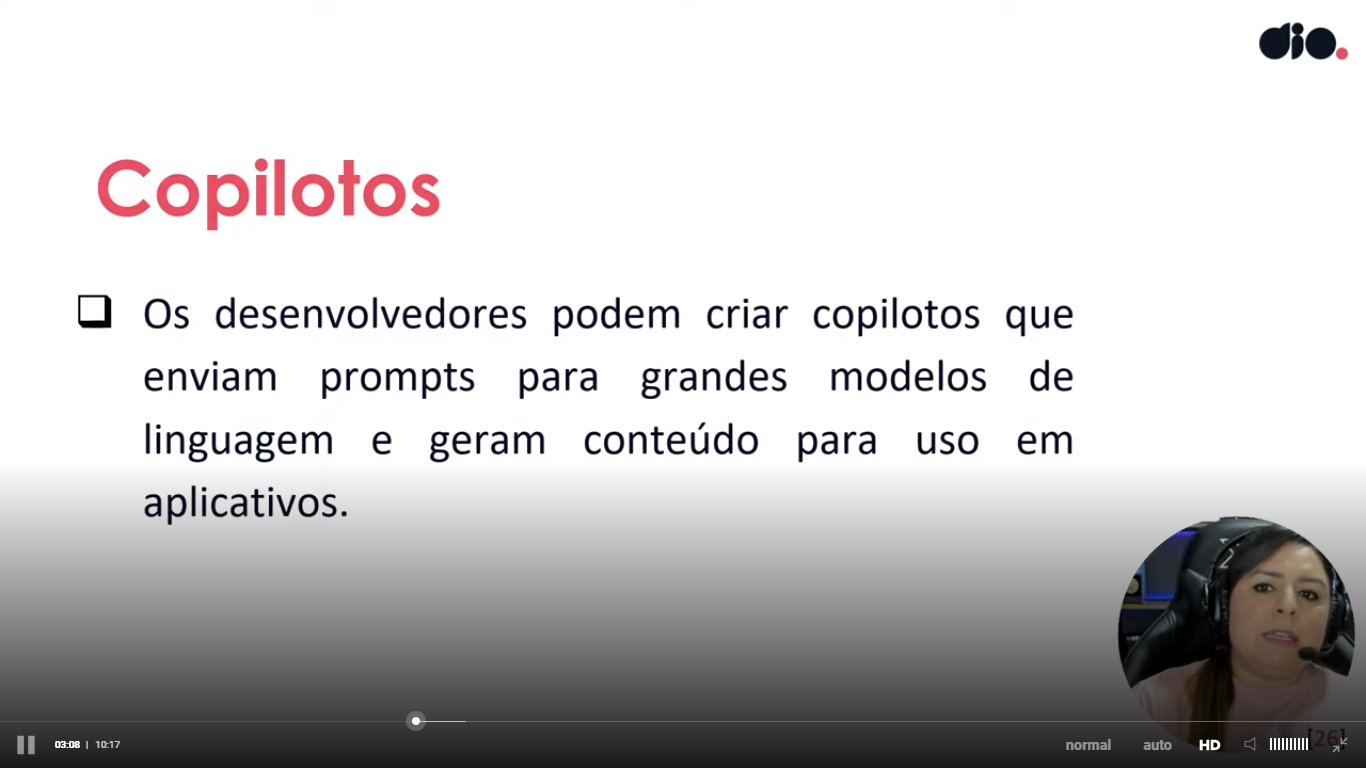 dio.
Copilotos
Os desenvolvedores podem criar copilotos que
enviam prompts para grandes modelos de
linguagem e geram conteúdo para uso em
aplicativos.
[26]
03:08 | 10:17
normal auto HD